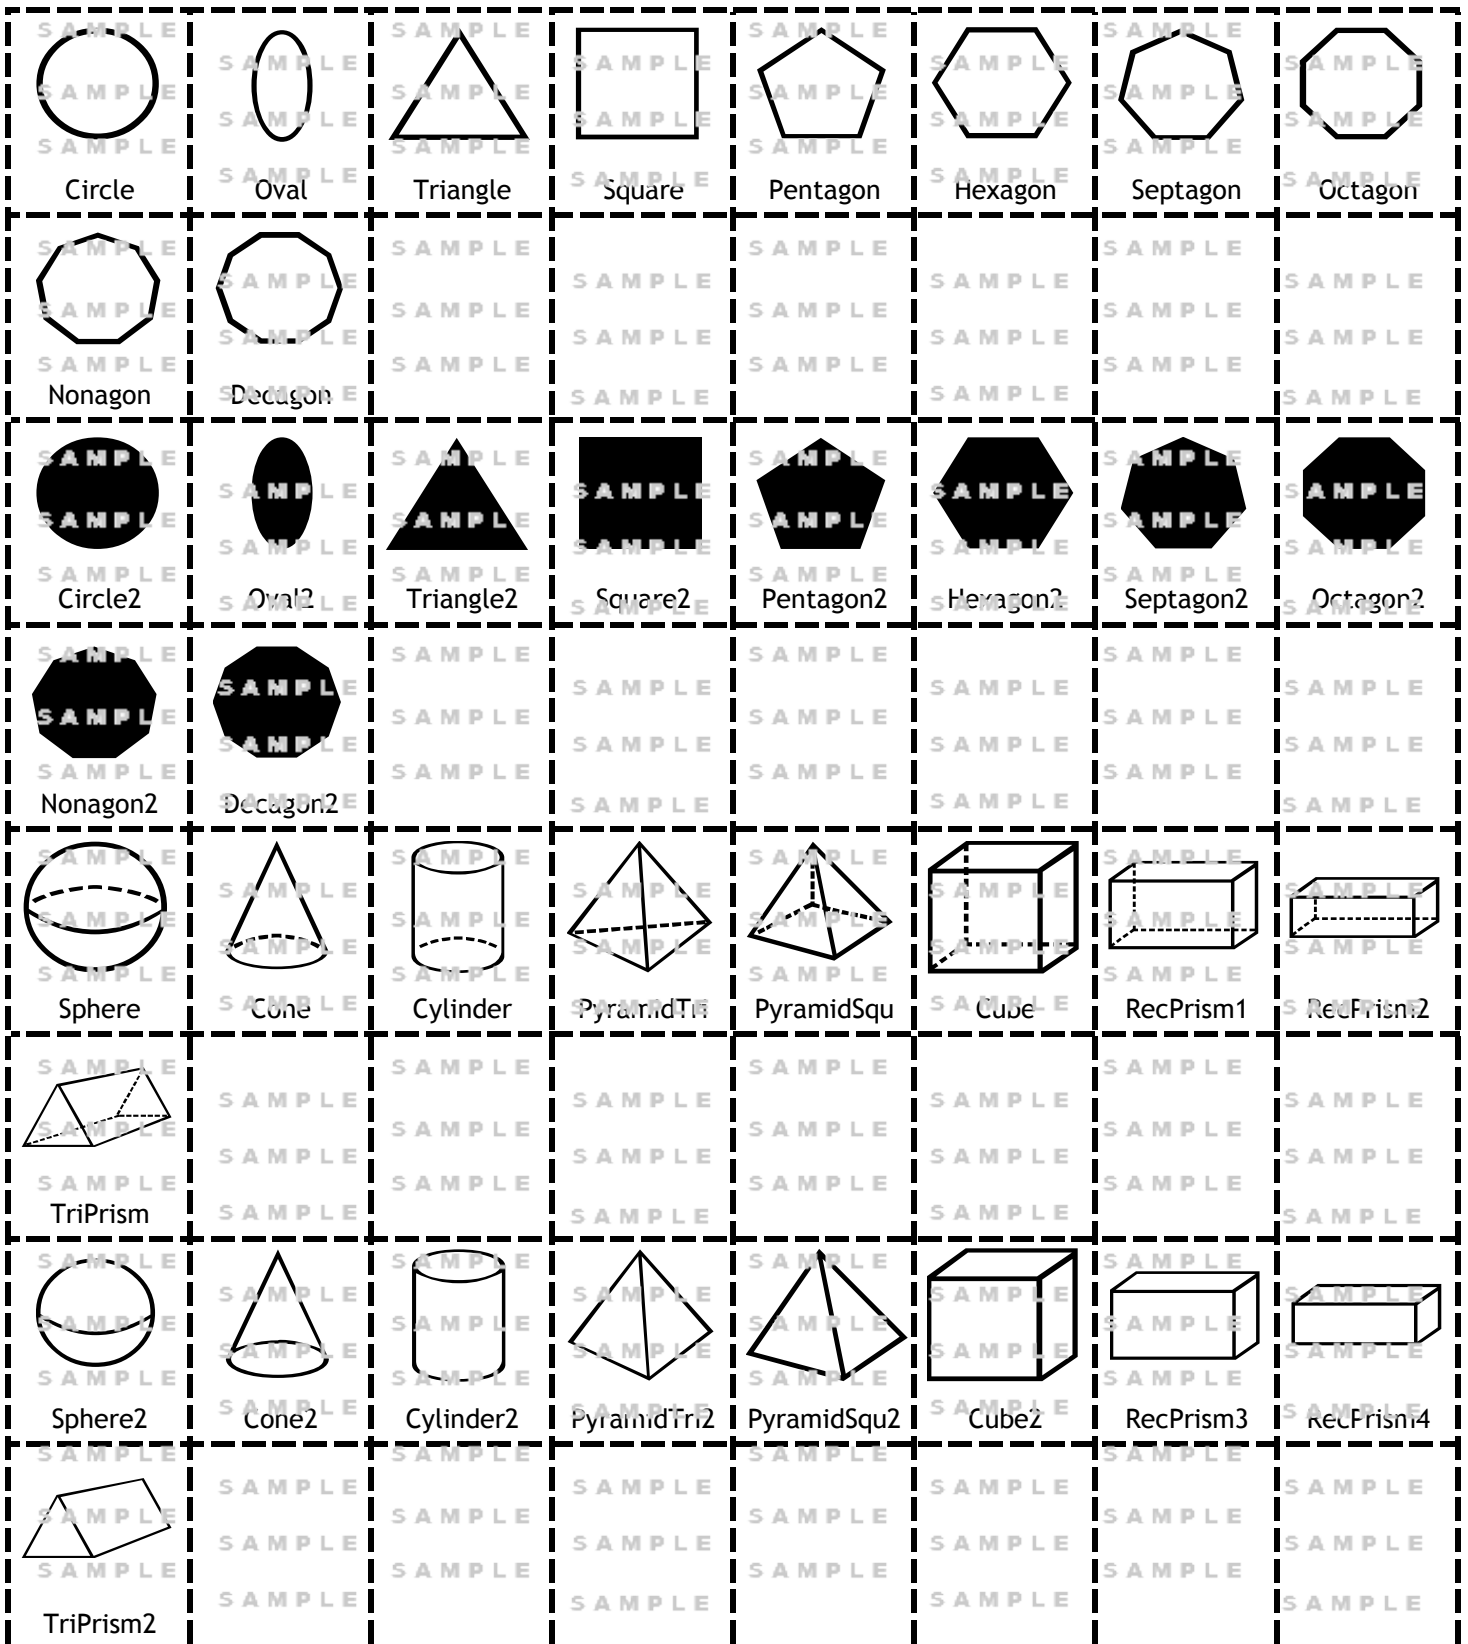 SAMPLE
Circle Oval Triangle Square Pentagon Hexagon Septagon Octagon
Nonagon Decagon
Circle2 Oval2 Triangle2 Square2 Pentagon2 Hexagon2 Septagon2 Octagon2
Nonagon2 Decagon2
Sphere Cone Cylinder PyramidTri PyramidSqu Cube RecPrism1 RecPrism2
TriPrism
Sphere2 Cone2 Cylinder2 PyramidTri2 PyramidSqu2 Cube2 RecPrism3 RecPrism4
TriPrism2